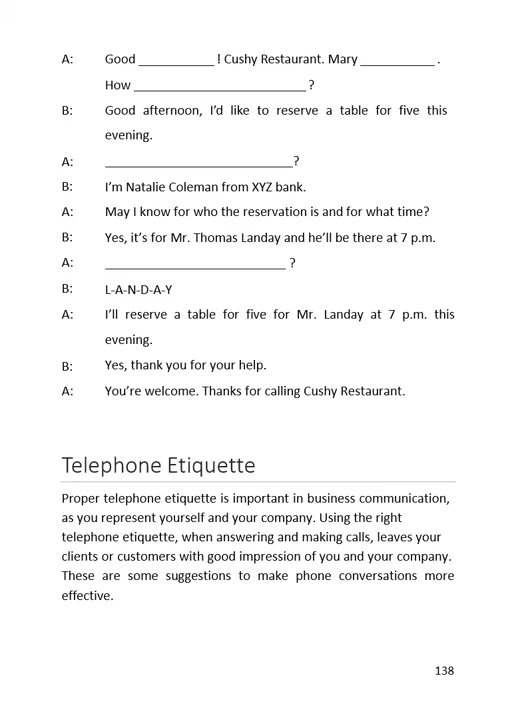 A: Good ____________ ! Cushy Restaurant. Mary ____________ .
How ____________________________ ?
B: Good afternoon, I'd like to reserve a table for five this
evening.
A: ______________________________?
B: I'm Natalie Coleman from XYZ bank.
A: May I know for who the reservation is and for what time?
B: Yes, it's for Mr. Thomas Landay and he'll be there at 7 p.m.
A: _____________________________ ?
B: L-A-N-D-A-Y
A: I'll reserve a table for five for Mr. Landay at 7 p.m. this
evening.
B: Yes, thank you for your help.
A: You're welcome. Thanks for calling Cushy Restaurant.
Telephone Etiquette
Proper telephone etiquette is important in business communication,
as you represent yourself and your company. Using the right
telephone etiquette, when answering and making calls, leaves your
clients or customers with good impression of you and your company.
These are some suggestions to make phone conversations more
effective.
138